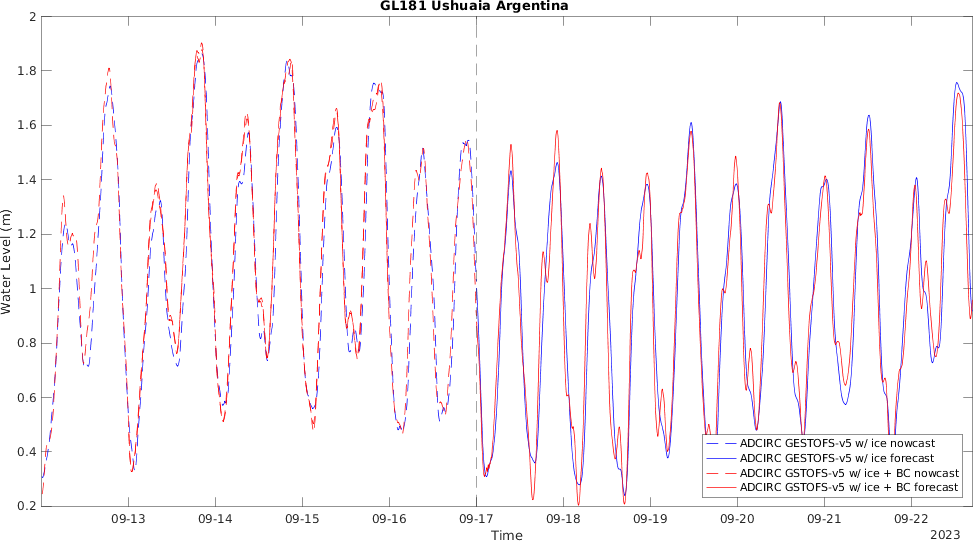 GL181 Ushuaia Argentina
2
1.8
1.6
1.4
1.2
1
0.8
0.6
0.4
0.2
Water Level (m)
ADCIRC GESTOFS-v5 w/ ice nowcast
ADCIRC GESTOFS-v5 w/ ice forecast
ADCIRC GSTOFS-v5 w/ ice + BC nowcast
ADCIRC GSTOFS-v5 w/ ice + BC forecast
09-13 09-14 09-15 09-16 09-17 09-18 09-19 09-20 09-21 09-22
Time
2023